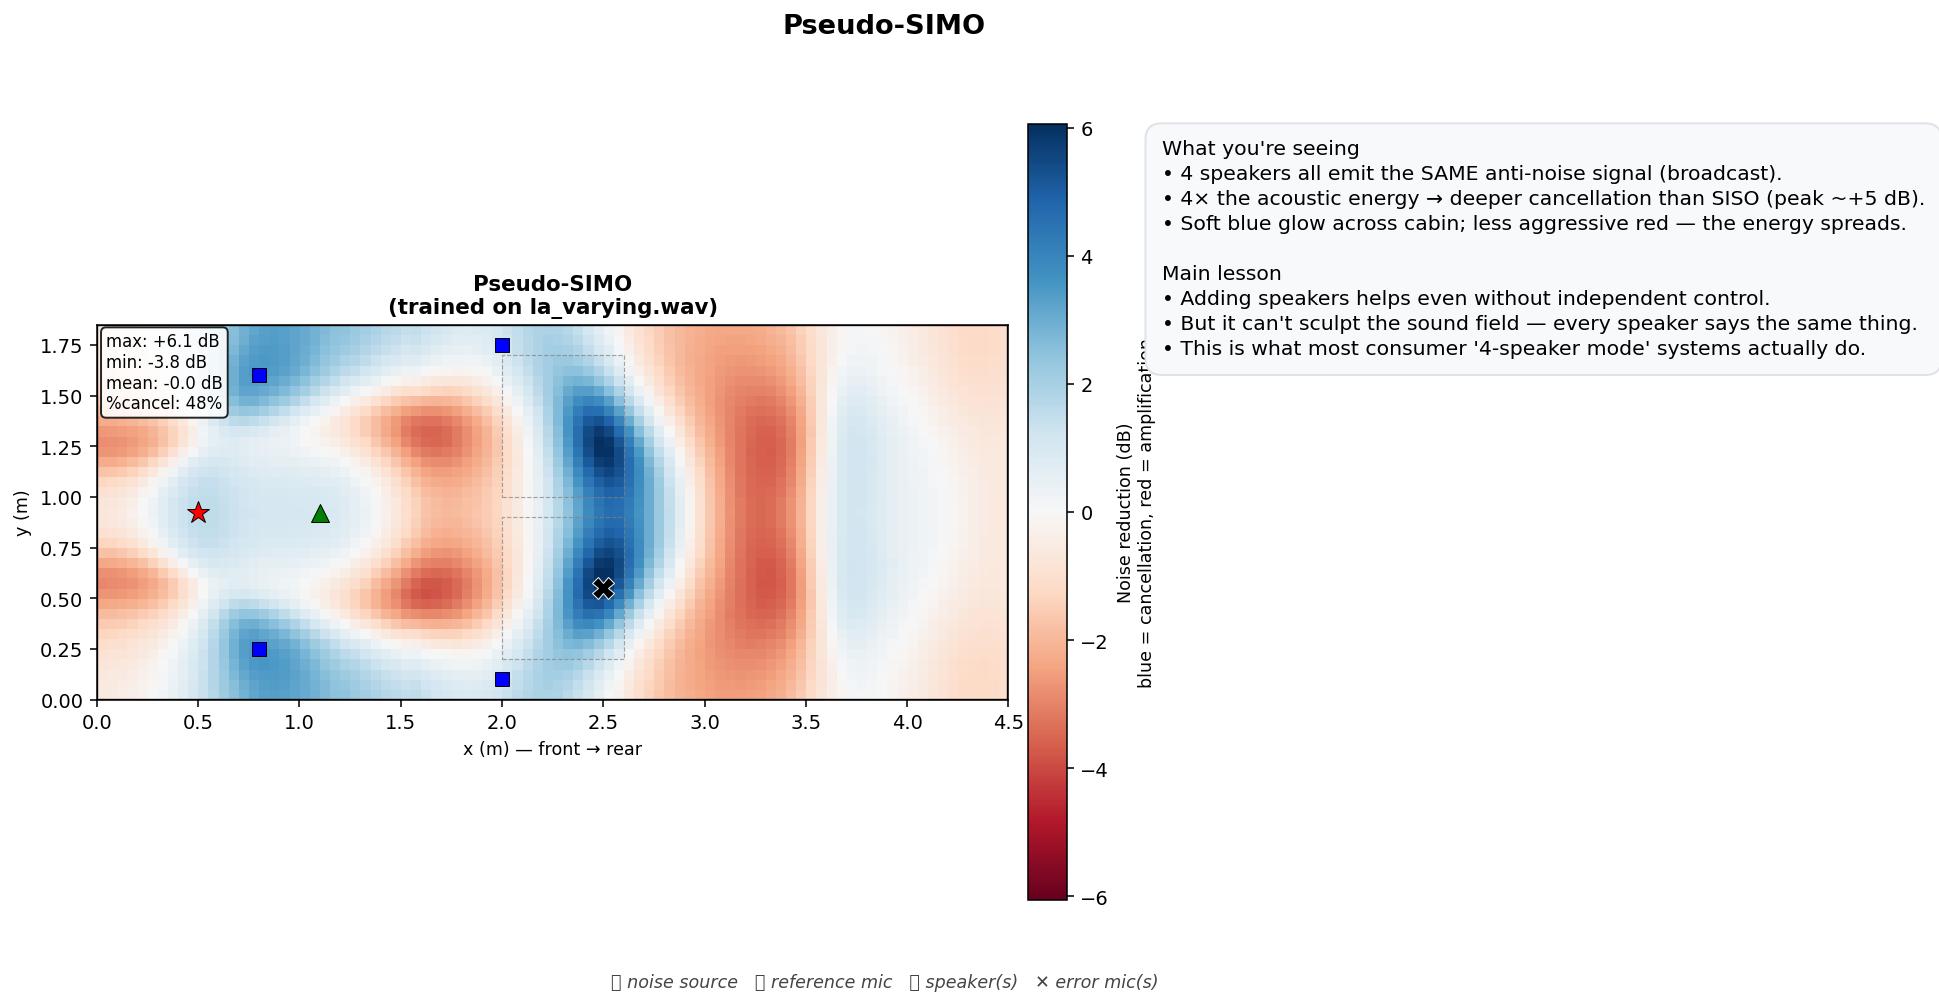 Pseudo-SIMO
Pseudo-SIMO
(trained on la_varying.wav)
max: +6.1 dB
min: -3.8 dB
mean: -0.0 dB
%cancel: 48%
1.75
1.50
1.25
1.00
0.75
0.50
0.25
0.00
y (m)
0.0 0.5 1.0 1.5 2.0 2.5 3.0 3.5 4.0 4.5
x (m) — front → rear
6
4
2
0
−2
−4
−6
Noise reduction (dB)
blue = cancellation, red = amplification
What you're seeing
• 4 speakers all emit the SAME anti-noise signal (broadcast).
• 4× the acoustic energy → deeper cancellation than SISO (peak ~+5 dB).
• Soft blue glow across cabin; less aggressive red — the energy spreads.
Main lesson
• Adding speakers helps even without independent control.
• But it can't sculpt the sound field — every speaker says the same thing.
• This is what most consumer '4-speaker mode' systems actually do.
▯ noise source ▯ reference mic ▯ speaker(s) ✕ error mic(s)